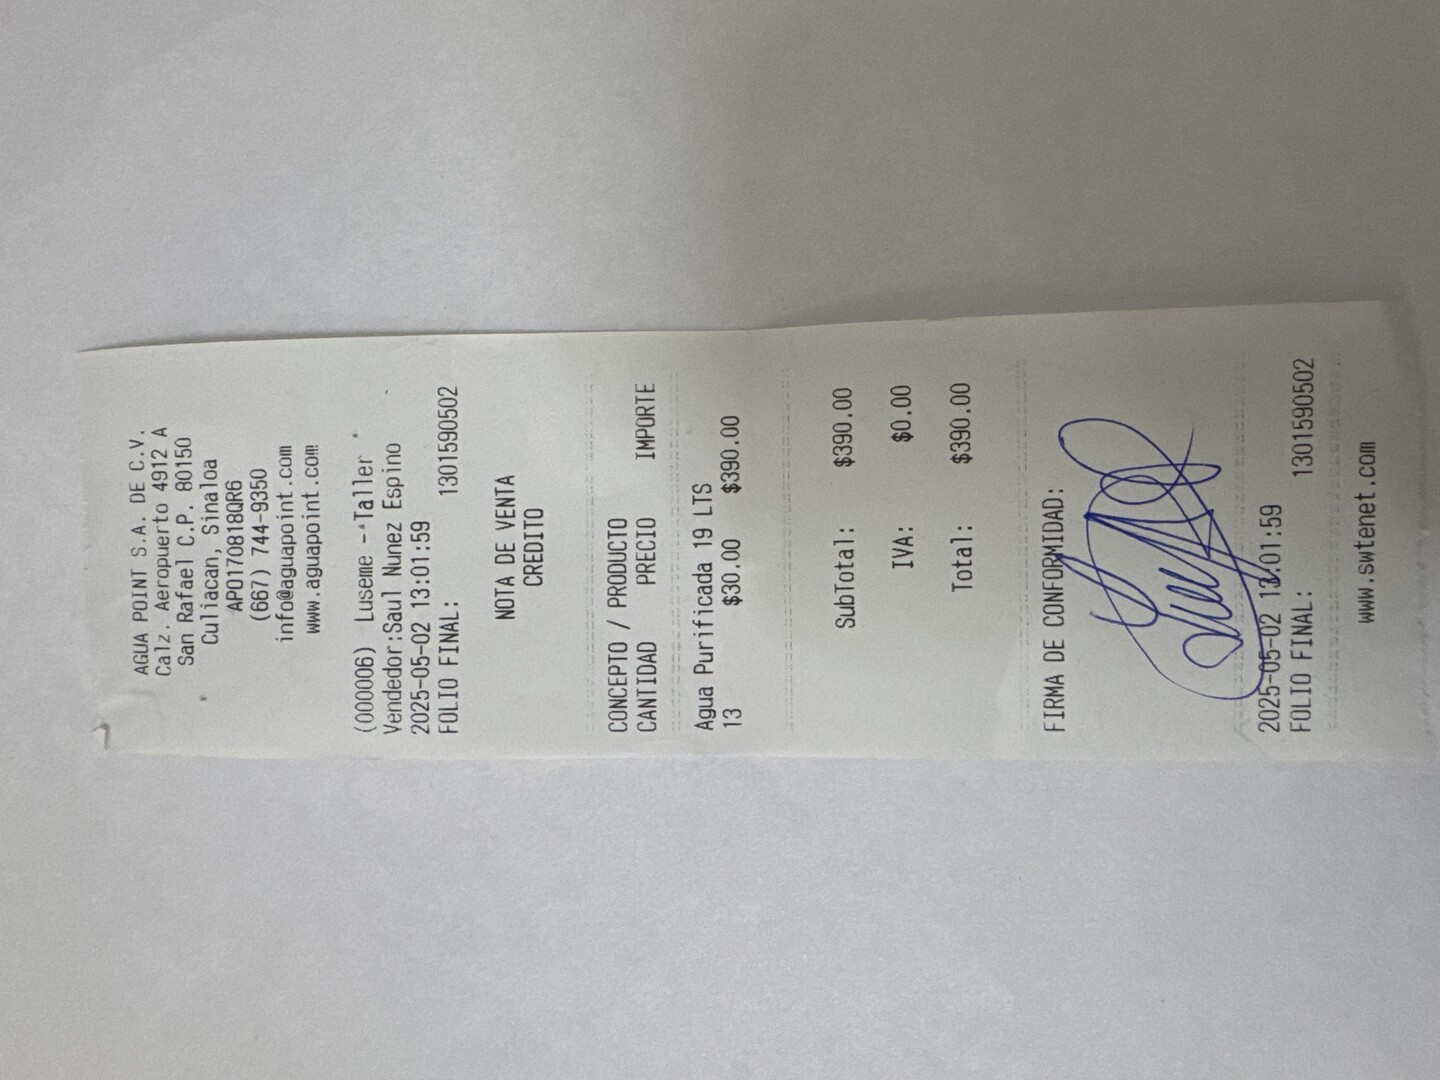 AGUA POINT S.A. DE C.V.
Calz. Aeropuerto 4912 A
San Rafael C.P. 80150
Culiacan, Sinaloa
APO170818QR6
(667) 744-9350
info@aguapoint.com
www.aguapoint.com
(000006) Luseme -Taller
Vendedor:Saul Nunez Espino
2025-05-02 13:01:59
FOLIO FINAL: 1301590502
NOTA DE VENTA
CREDITO
CONCEPTO / PRODUCTO
CANTIDAD PRECIO IMPORTE
Agua Purificada 19 LTS
13 $30.00 $390.00
SubTotal: $390.00
IVA: $0.00
Total: $390.00
FIRMA DE CONFORMIDAD:
2025-05-02 13:01:59
FOLIO FINAL: 1301590502
www.swtenet.com